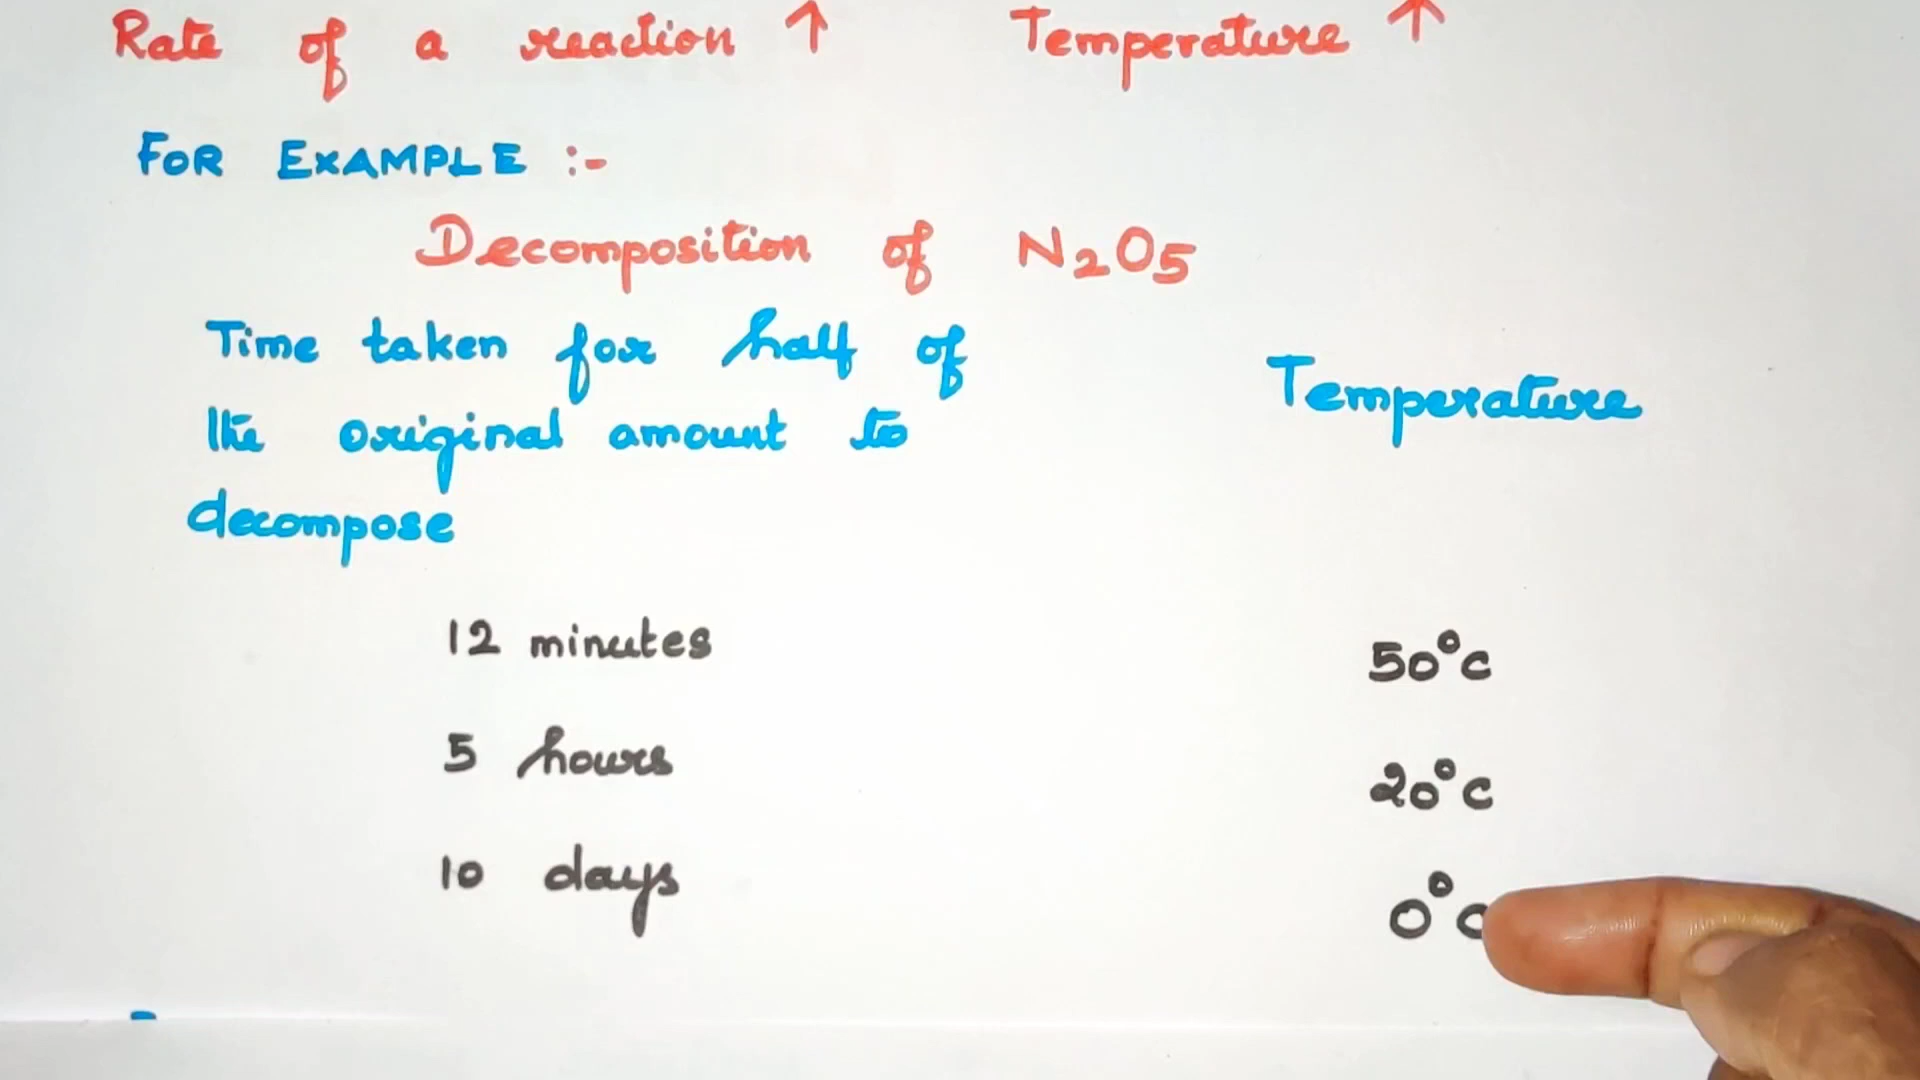 Rate of a reaction ↑ Temperature ↑
FOR EXAMPLE :-
Decomposition of N₂O₅
Time taken for half of
the original amount to
decompose
Temperature
12 minutes 50°C
5 hours 20°C
10 days 0°C